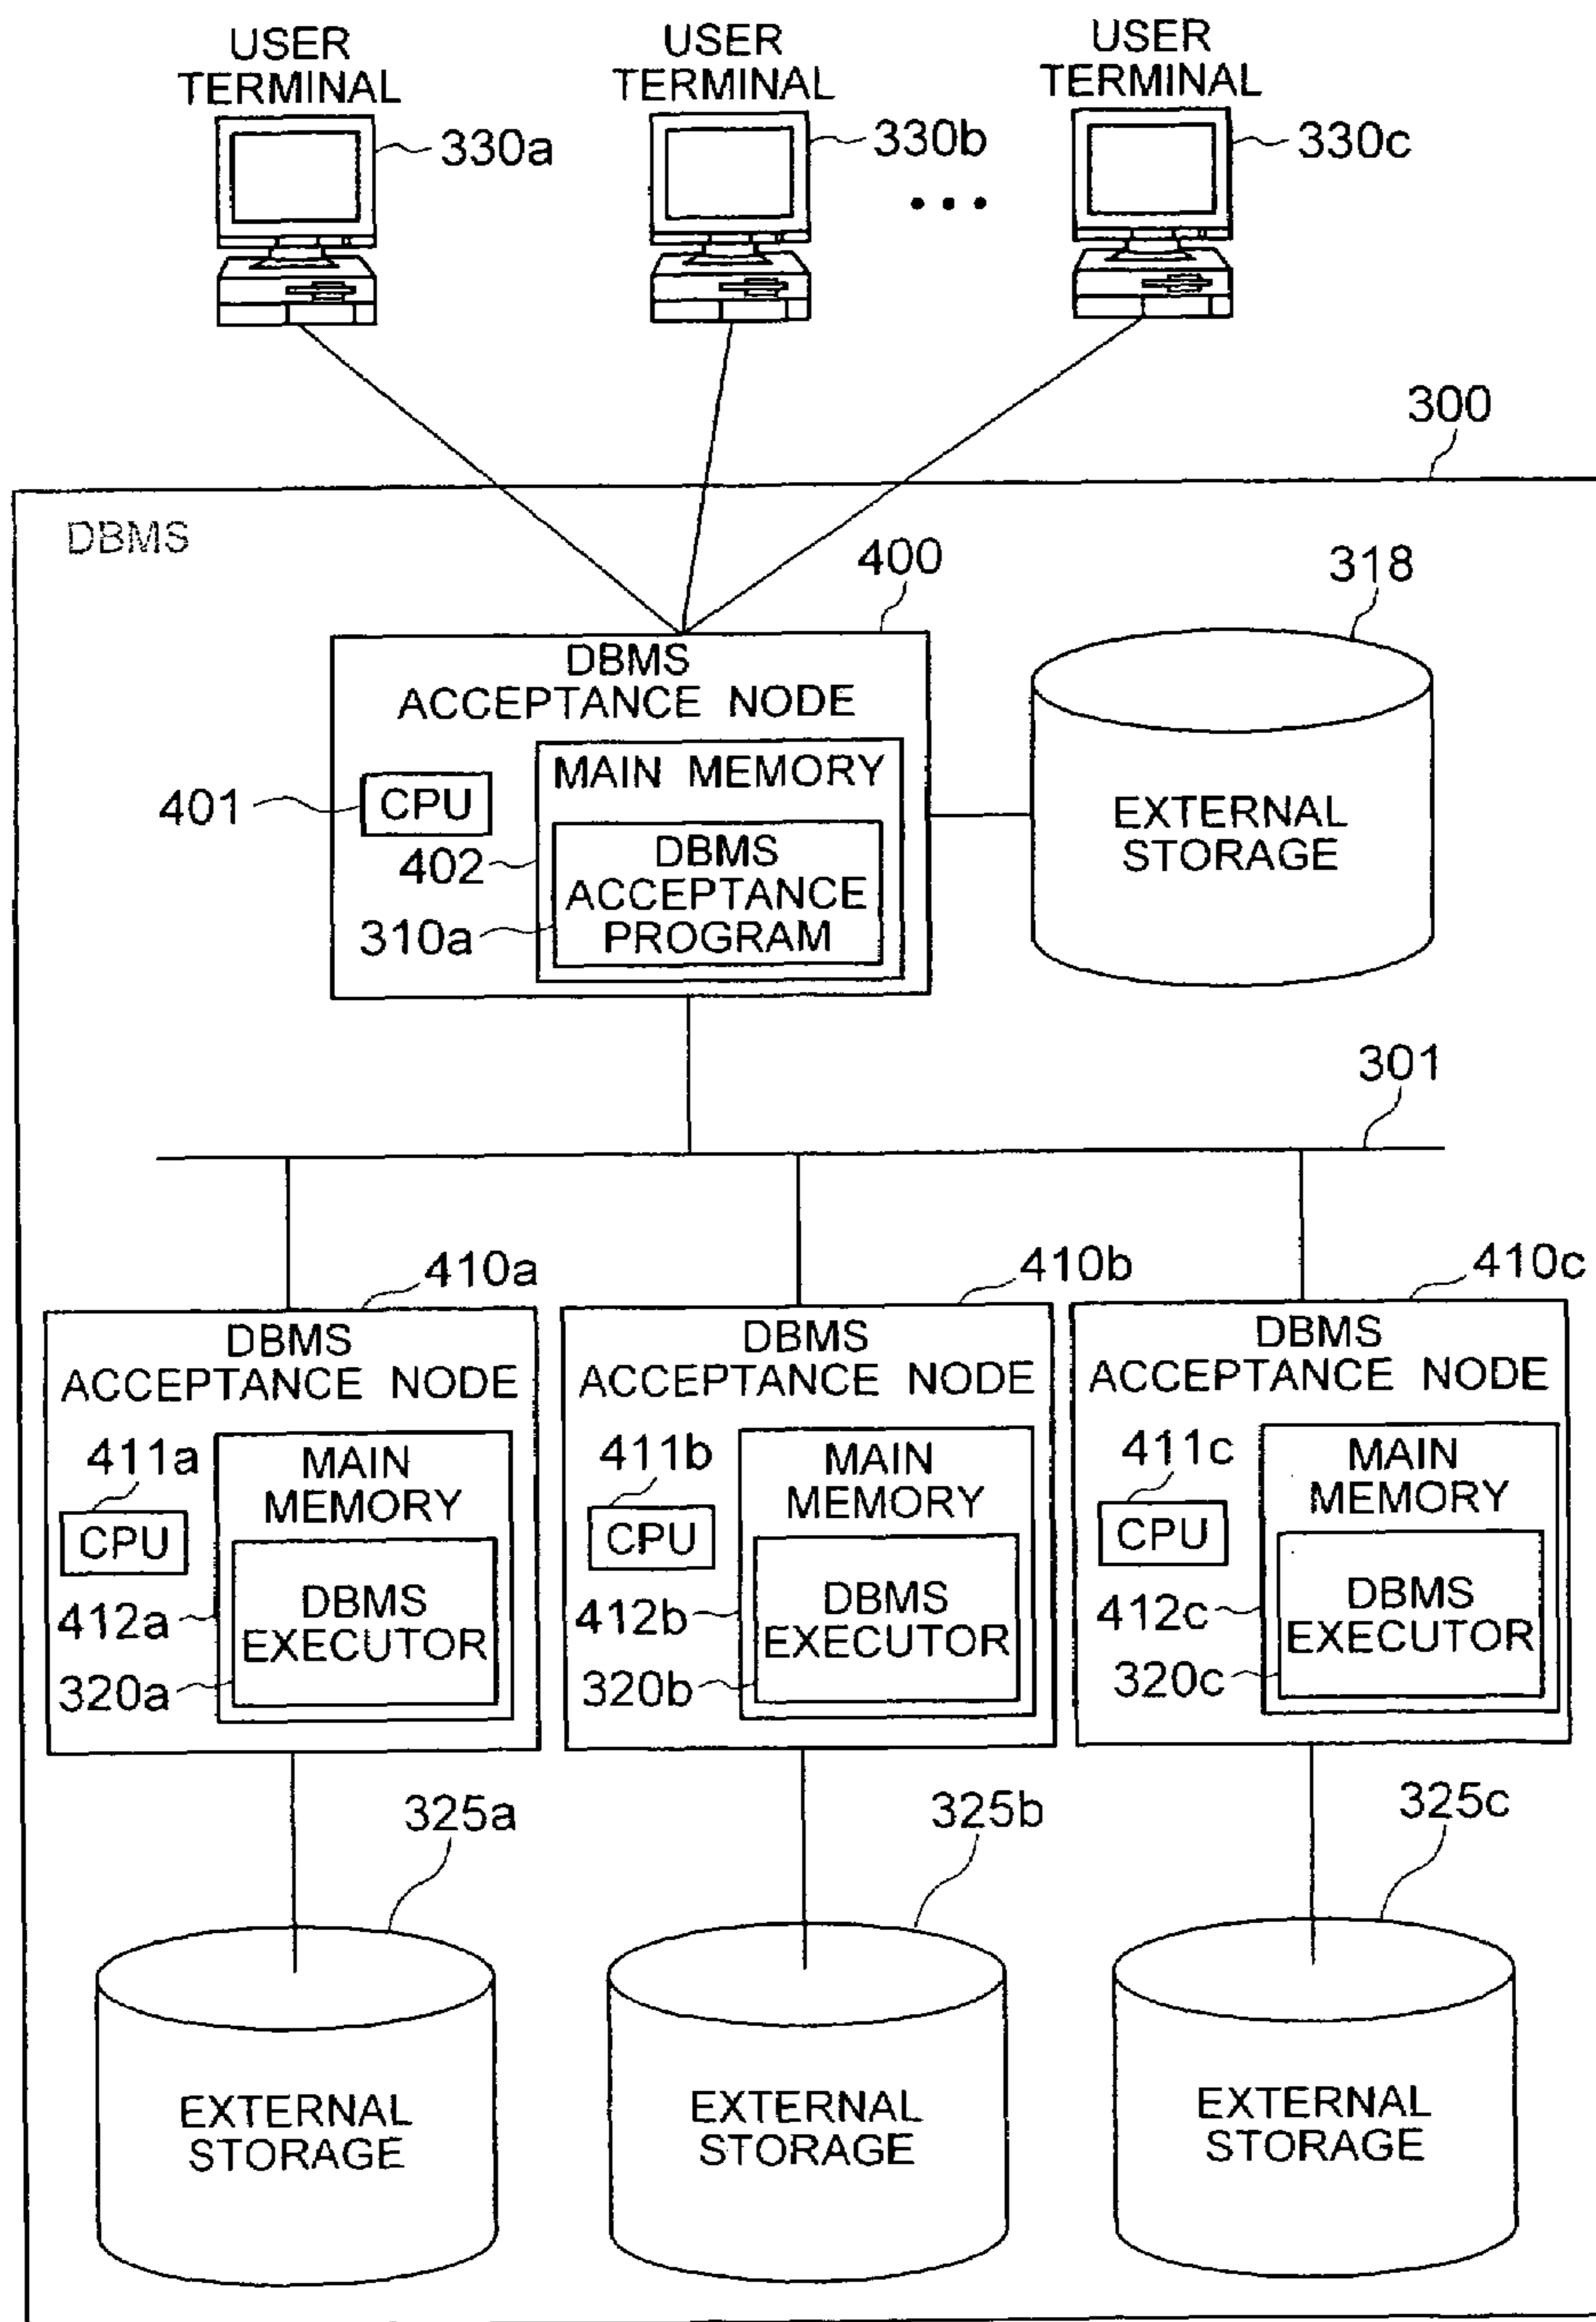 USER
TERMINAL
USER
TERMINAL
USER
TERMINAL
330a
330b
330c
• • •
300
DBMS
400
318
DBMS
ACCEPTANCE NODE
MAIN MEMORY
401
CPU
EXTERNAL
STORAGE
402
DBMS
ACCEPTANCE
PROGRAM
310a
301
410a
410b
410c
DBMS
ACCEPTANCE NODE
411a
CPU
MAIN
MEMORY
412a
DBMS
EXECUTOR
320a
DBMS
ACCEPTANCE NODE
411b
CPU
MAIN
MEMORY
412b
DBMS
EXECUTOR
320b
DBMS
ACCEPTANCE NODE
411c
CPU
MAIN
MEMORY
412c
DBMS
EXECUTOR
320c
325a
325b
325c
EXTERNAL
STORAGE
EXTERNAL
STORAGE
EXTERNAL
STORAGE